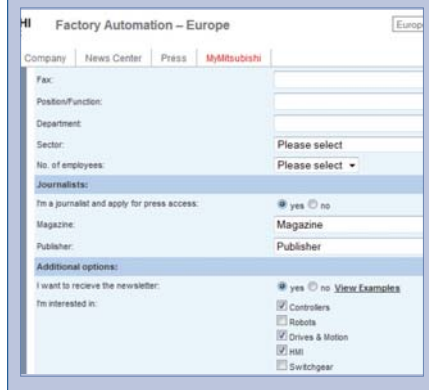 HI Factory Automation – Europe Europ
Company News Center Press MyMitsubishi
Fax:
Position/Function:
Department:
Sector: Please select
No. of employees: Please select
Journalists:
I'm a journalist and apply for press access: yes no
Magazine: Magazine
Publisher: Publisher
Additional options:
I want to recieve the newsletter: yes no View Examples
I'm interested in: Controllers
Robots
Drives & Motion
HMI
Switchgear